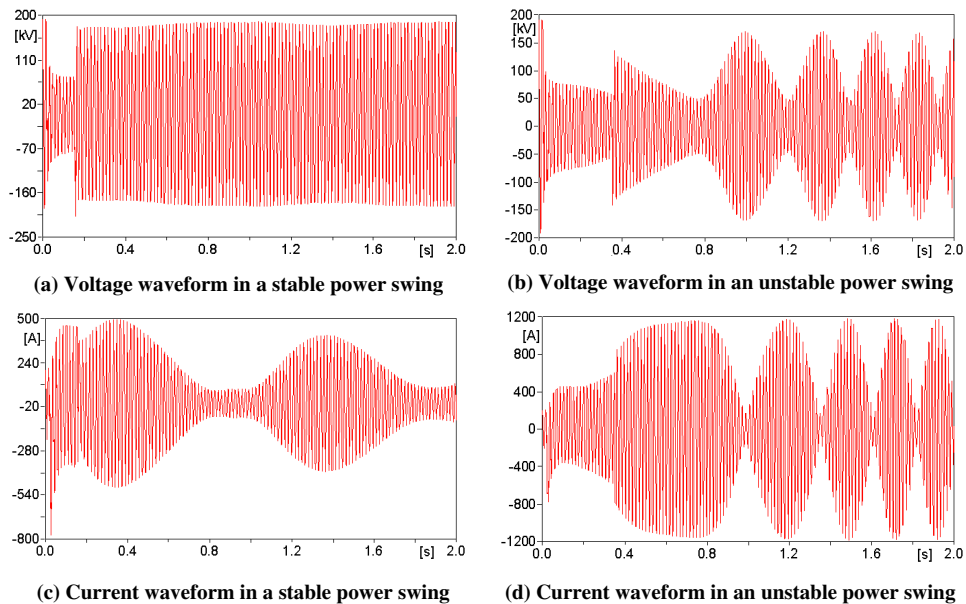 200
[kV]
110
20
-70
-160
-250
0.0 0.4 0.8 1.2 1.6 [s] 2.0
(a) Voltage waveform in a stable power swing
200
[kV]
150
100
50
0
-50
-100
-150
-200
0.0 0.4 0.8 1.2 1.6 [s] 2.0
(b) Voltage waveform in an unstable power swing
500
[A]
240
-20
-280
-540
-800
0.0 0.4 0.8 1.2 1.6 [s] 2.0
(c) Current waveform in a stable power swing
1200
[A]
800
400
0
-400
-800
-1200
0.0 0.4 0.8 1.2 1.6 [s] 2.0
(d) Current waveform in an unstable power swing